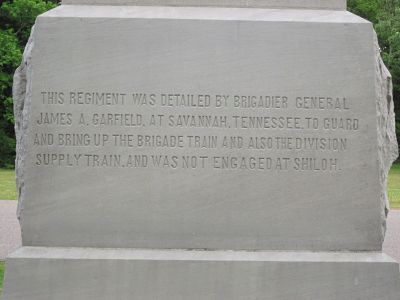 THIS REGIMENT WAS DETAILED BY BRIGADIER GENERAL
JAMES A. GARFIELD, AT SAVANNAH, TENNESSEE, TO GUARD
AND BRING UP THE BRIGADE TRAIN AND ALSO THE DIVISION
SUPPLY TRAIN, AND WAS NOT ENGAGED AT SHILOH.